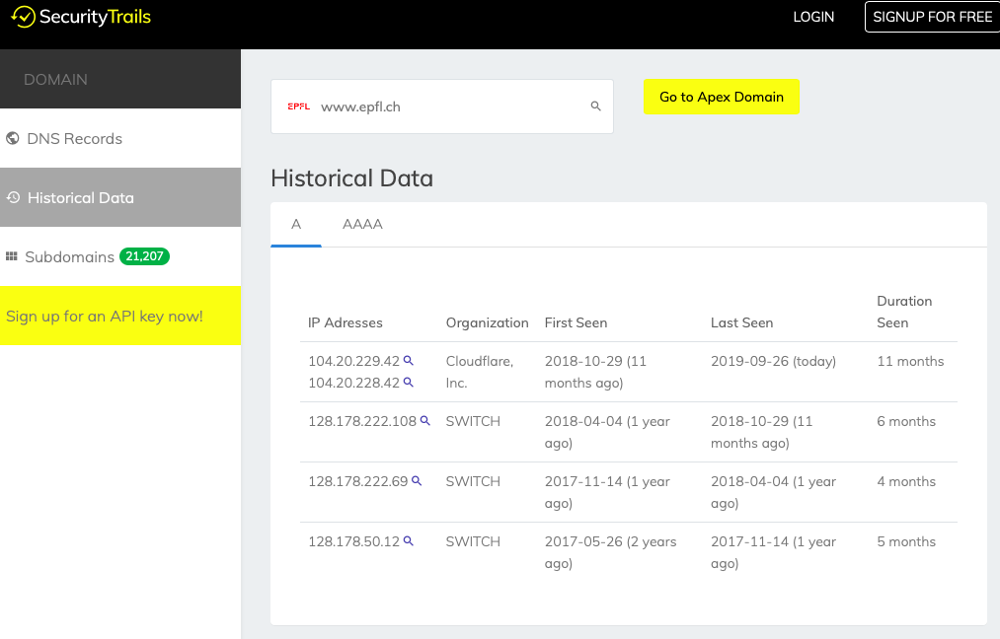 SecurityTrails
LOGIN
SIGNUP FOR FREE
DOMAIN
DNS Records
Historical Data
Subdomains 21,207
Sign up for an API key now!
EPFL www.epfl.ch
Go to Apex Domain
Historical Data
A AAAA
IP Adresses Organization First Seen Last Seen Duration
Seen
104.20.229.42 Cloudflare, 2018-10-29 (11 2019-09-26 (today) 11 months
104.20.228.42 Inc. months ago)
128.178.222.108 SWITCH 2018-04-04 (1 year 2018-10-29 (11 6 months
ago) months ago)
128.178.222.69 SWITCH 2017-11-14 (1 year 2018-04-04 (1 year 4 months
ago) ago)
128.178.50.12 SWITCH 2017-05-26 (2 years 2017-11-14 (1 year 5 months
ago) ago)